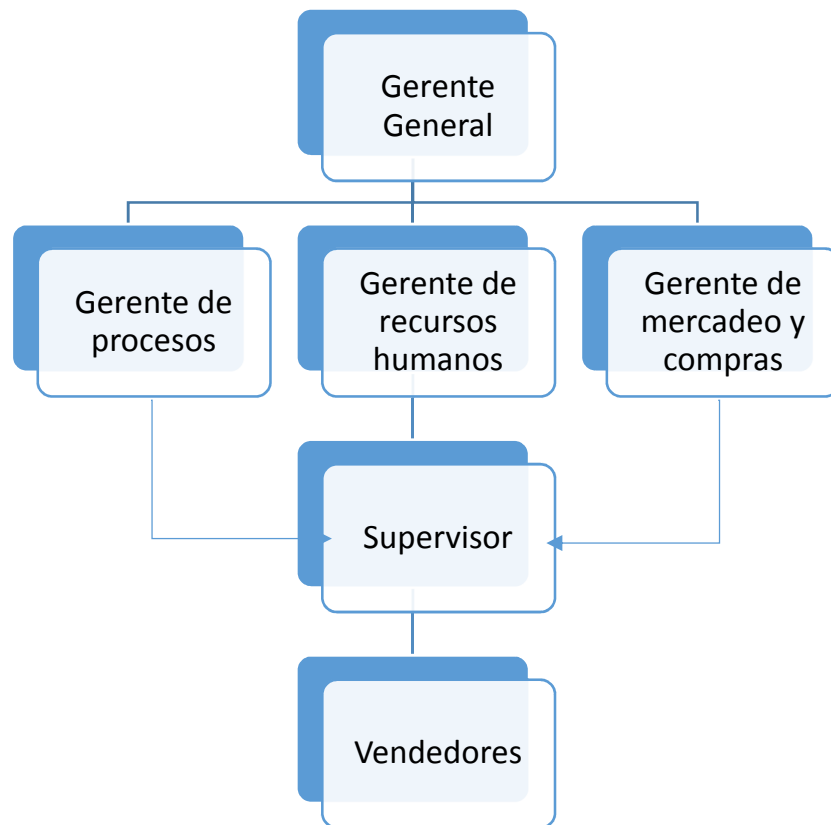 Gerente
General
Gerente de
procesos
Gerente de
recursos
humanos
Gerente de
mercadeo y
compras
Supervisor
Vendedores